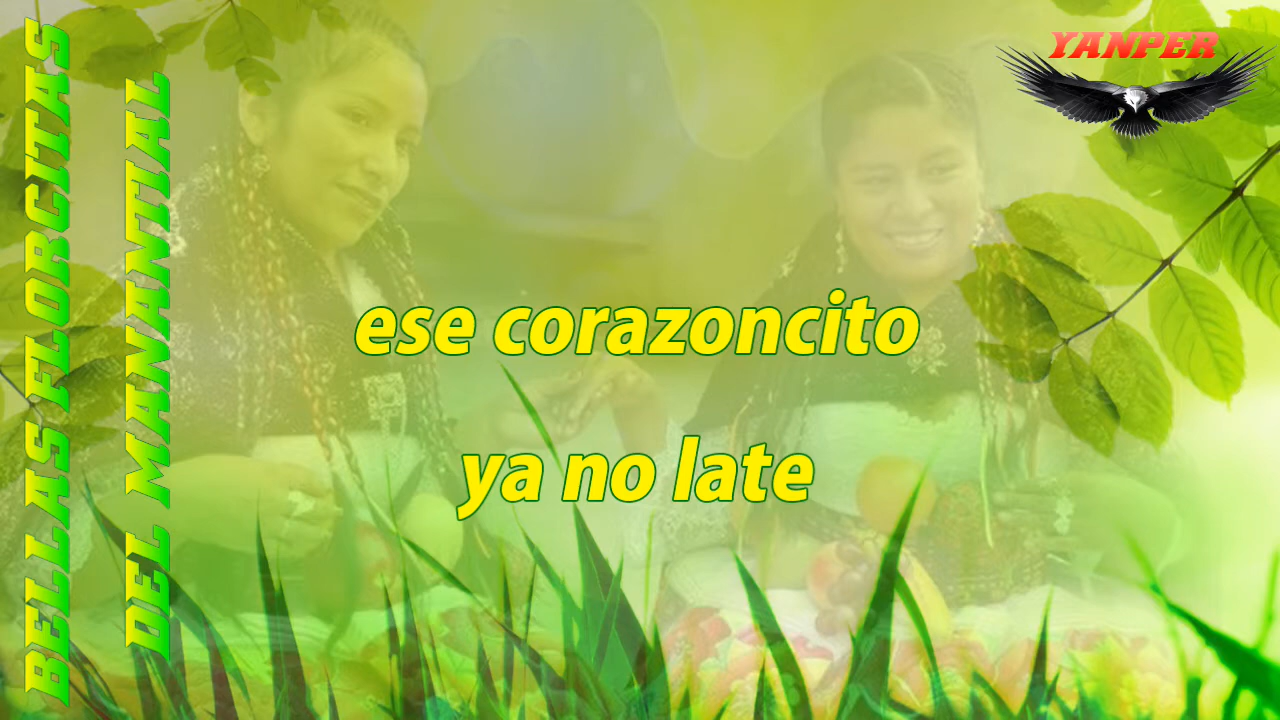 BELLAS FLORCITAS
DEL MANANTIAL
YANPER
ese corazoncito
ya no late